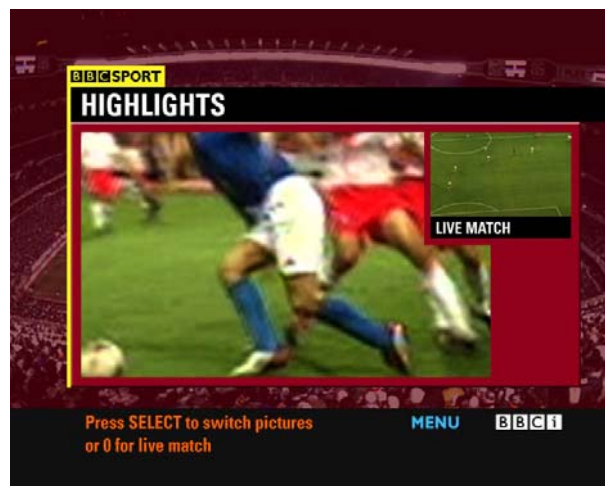 BBC SPORT
HIGHLIGHTS
LIVE MATCH
Press SELECT to switch pictures
or 0 for live match
MENU
BBCi